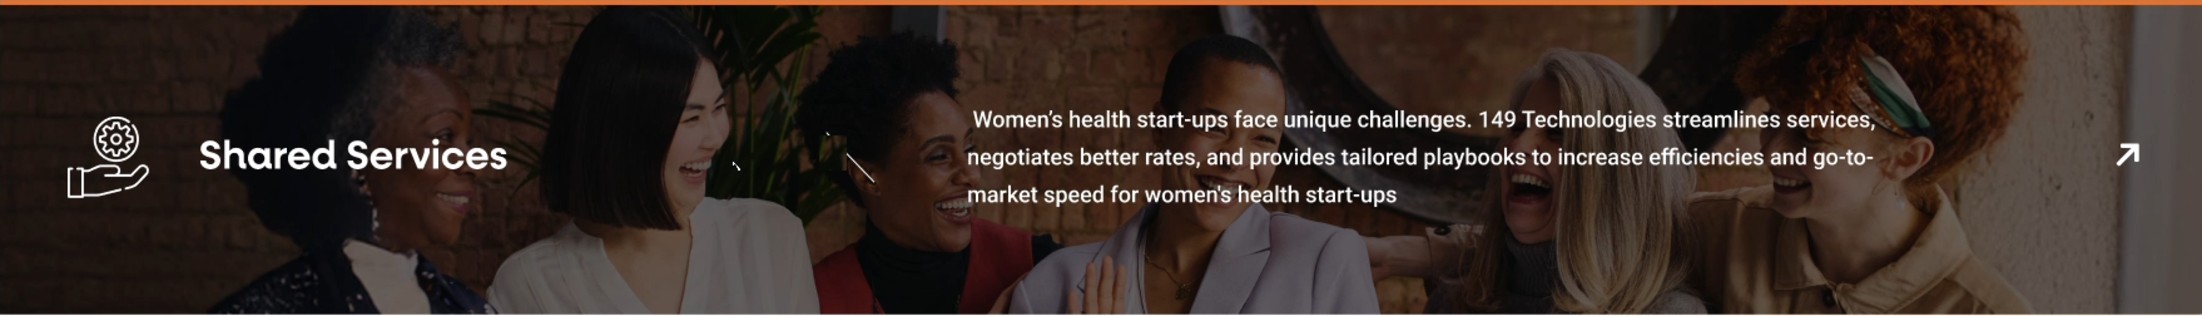 Shared Services
Women’s health start-ups face unique challenges. 149 Technologies streamlines services,
negotiates better rates, and provides tailored playbooks to increase efficiencies and go-to-
market speed for women's health start-ups